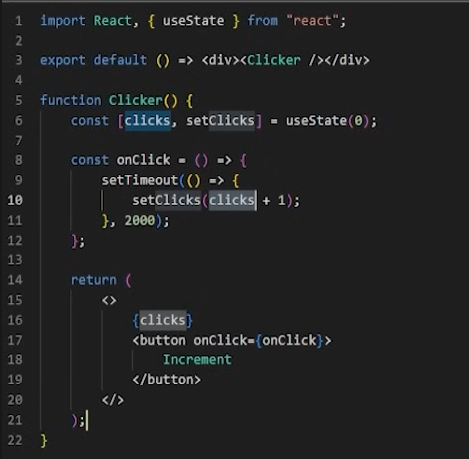 1 import React, { useState } from "react";
2
3 export default () => <div><Clicker /></div>
4
5 function Clicker() {
6     const [clicks, setClicks] = useState(0);
7
8     const onClick = () => {
9         setTimeout(() => {
10             setClicks(clicks + 1);
11         }, 2000);
12     };
13
14     return (
15         <>
16             {clicks}
17             <button onClick={onClick}>
18                 Increment
19             </button>
20         </>
21     );
22 }